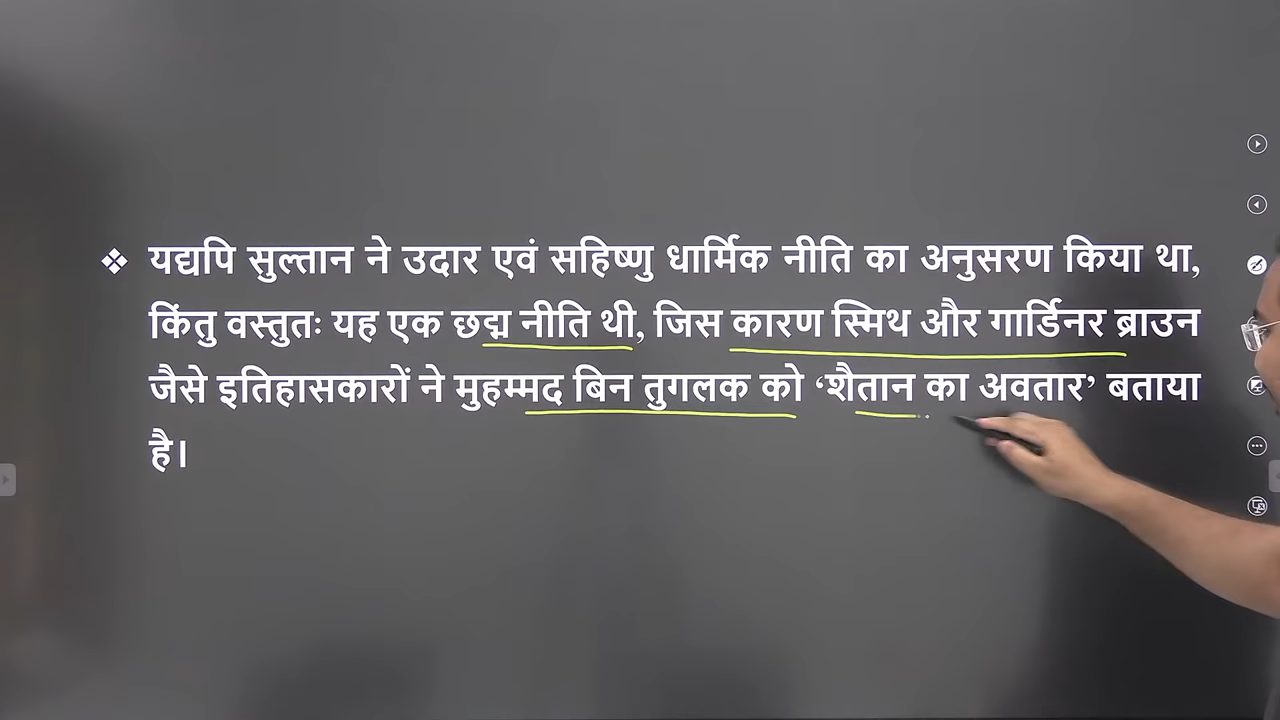 ❖ यद्यपि सुल्तान ने उदार एवं सहिष्णु धार्मिक नीति का अनुसरण किया था,
किंतु वस्तुतः यह एक छद्म नीति थी, जिस कारण स्मिथ और गार्डिनर ब्राउन
जैसे इतिहासकारों ने मुहम्मद बिन तुगलक को ‘शैतान का अवतार’ बताया
है।